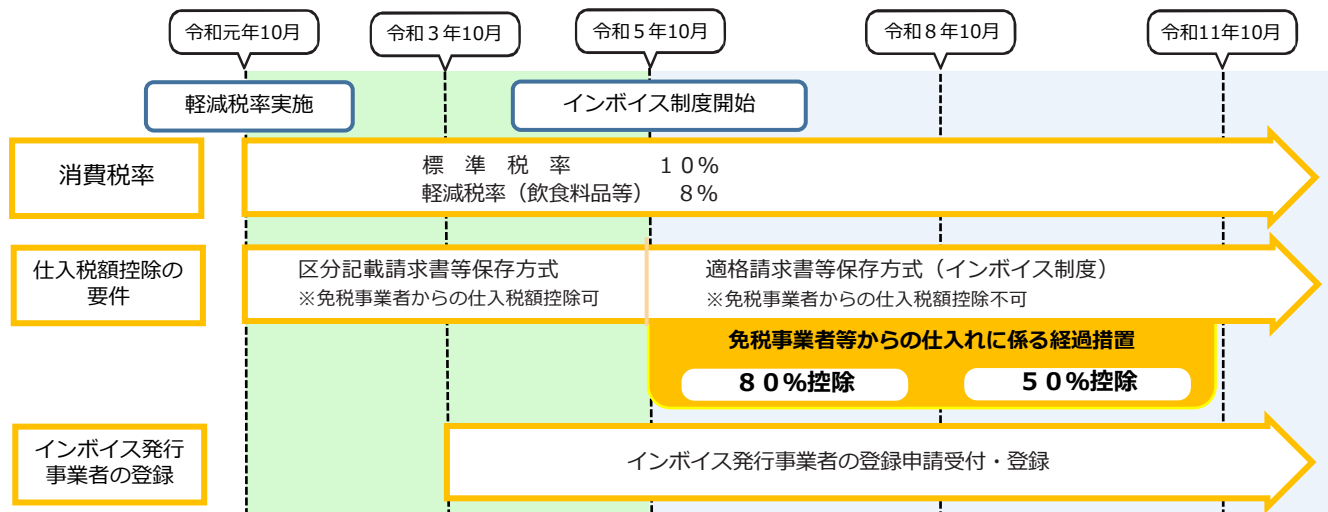 令和元年10月
令和３年10月
令和５年10月
令和８年10月
令和11年10月
軽減税率実施
インボイス制度開始
消費税率
標　準　税　率　　　　１０％
軽減税率（飲食料品等）　８％
仕入税額控除の
要件
区分記載請求書等保存方式
※免税事業者からの仕入税額控除可
適格請求書等保存方式（インボイス制度）
※免税事業者からの仕入税額控除不可
免税事業者等からの仕入れに係る経過措置
８０％控除
５０％控除
インボイス発行
事業者の登録
インボイス発行事業者の登録申請受付・登録